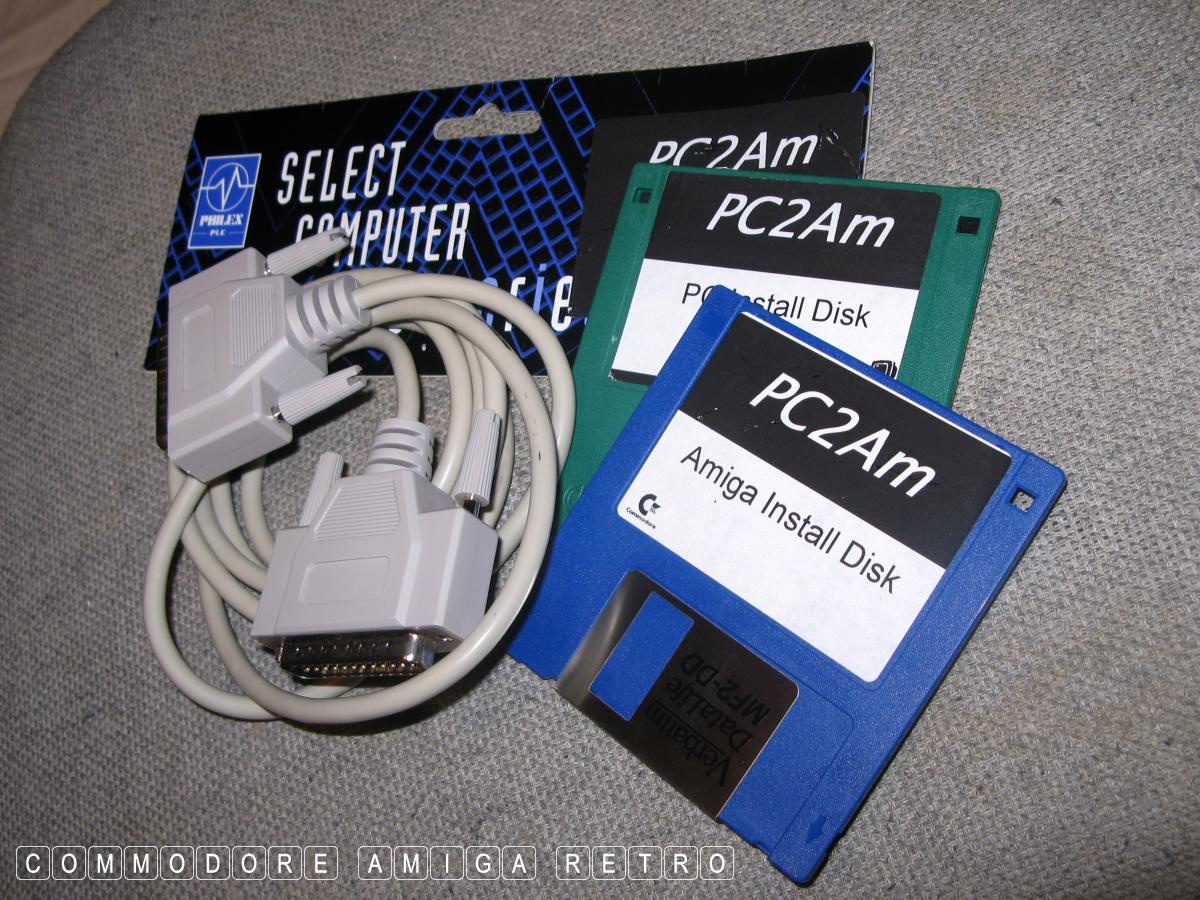 PHILEX
PLC
SELECT
COMPUTER
PC2Am
PC2Am
Install Disk
PC2Am
Amiga Install Disk
Commodore
Verbatim
DataLife
MF2-DD
COMMODORE AMIGA RETRO